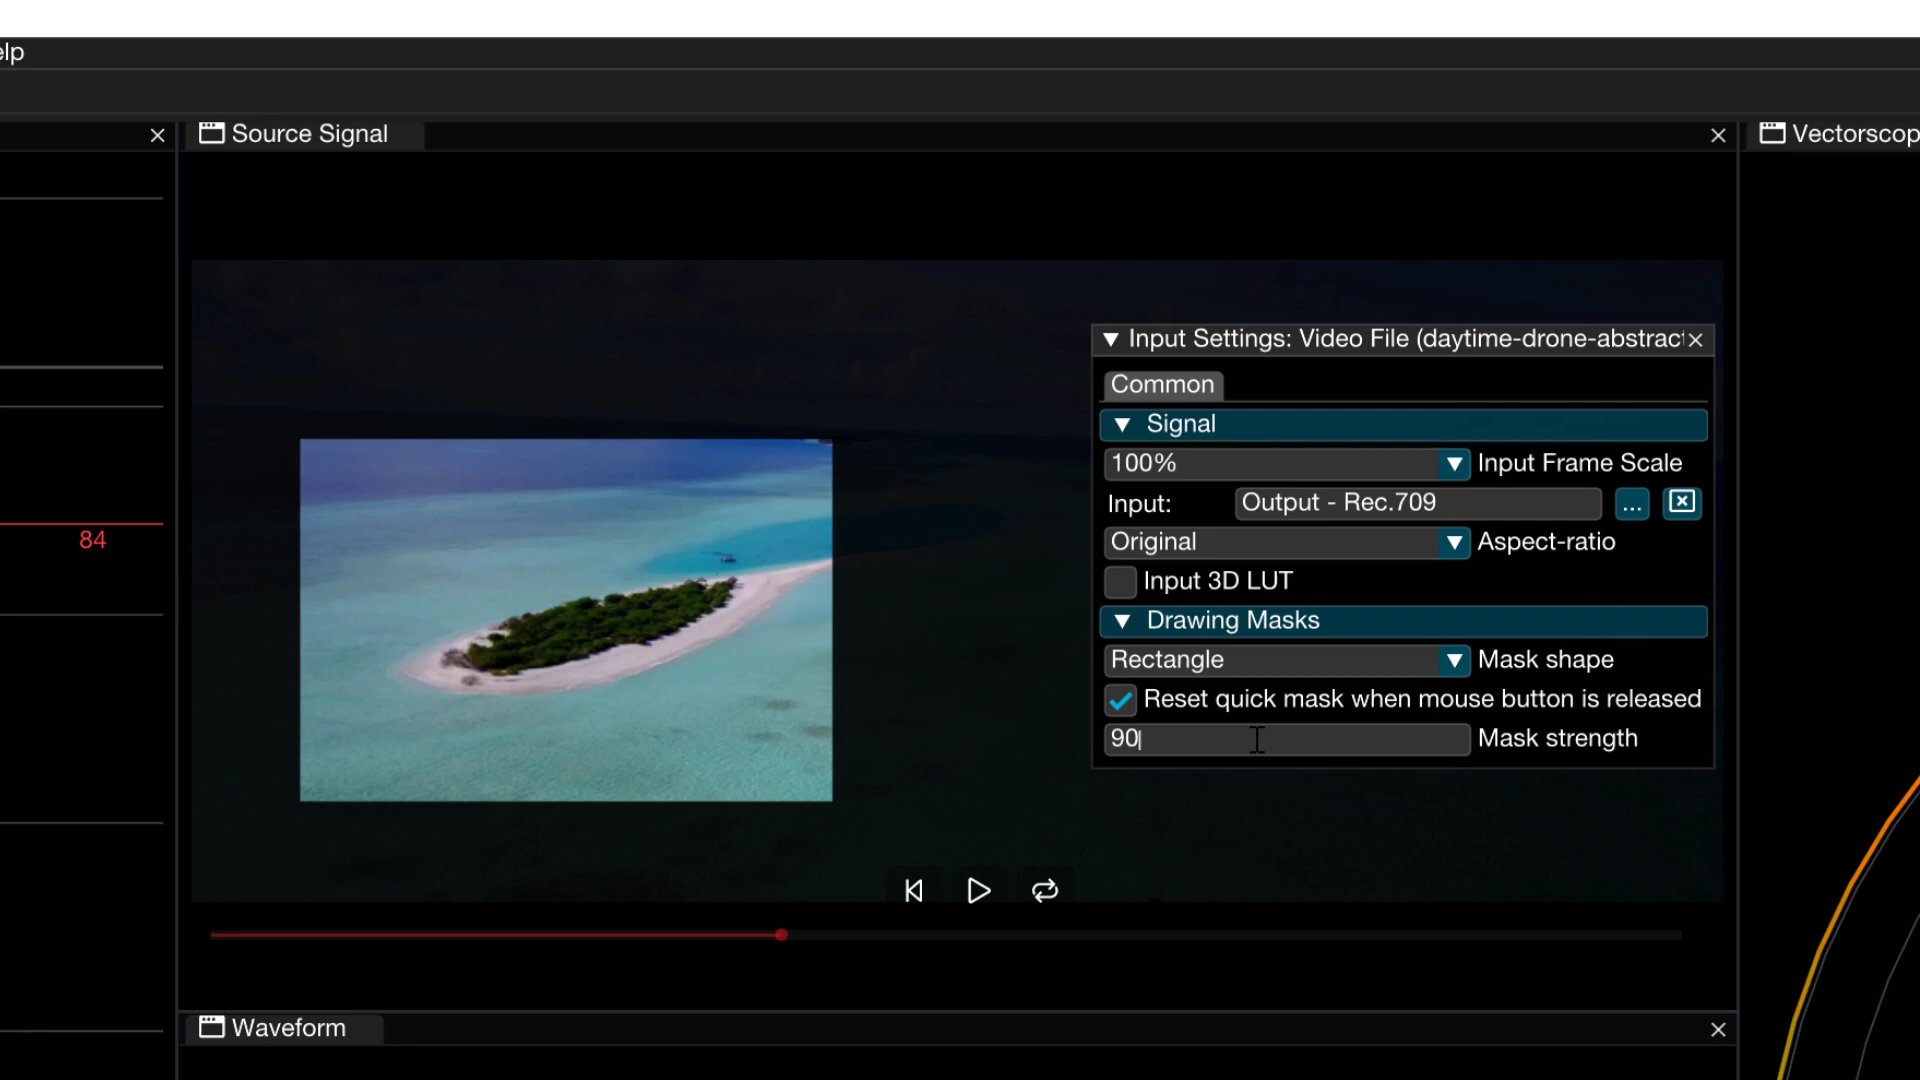 elp
Source Signal
Vectorscop
Input Settings: Video File (daytime-drone-abstract
Common
Signal
100%
Input Frame Scale
Input:
Output - Rec.709
...
Original
Aspect-ratio
Input 3D LUT
84
Drawing Masks
Rectangle
Mask shape
Reset quick mask when mouse button is released
90
Mask strength
Waveform